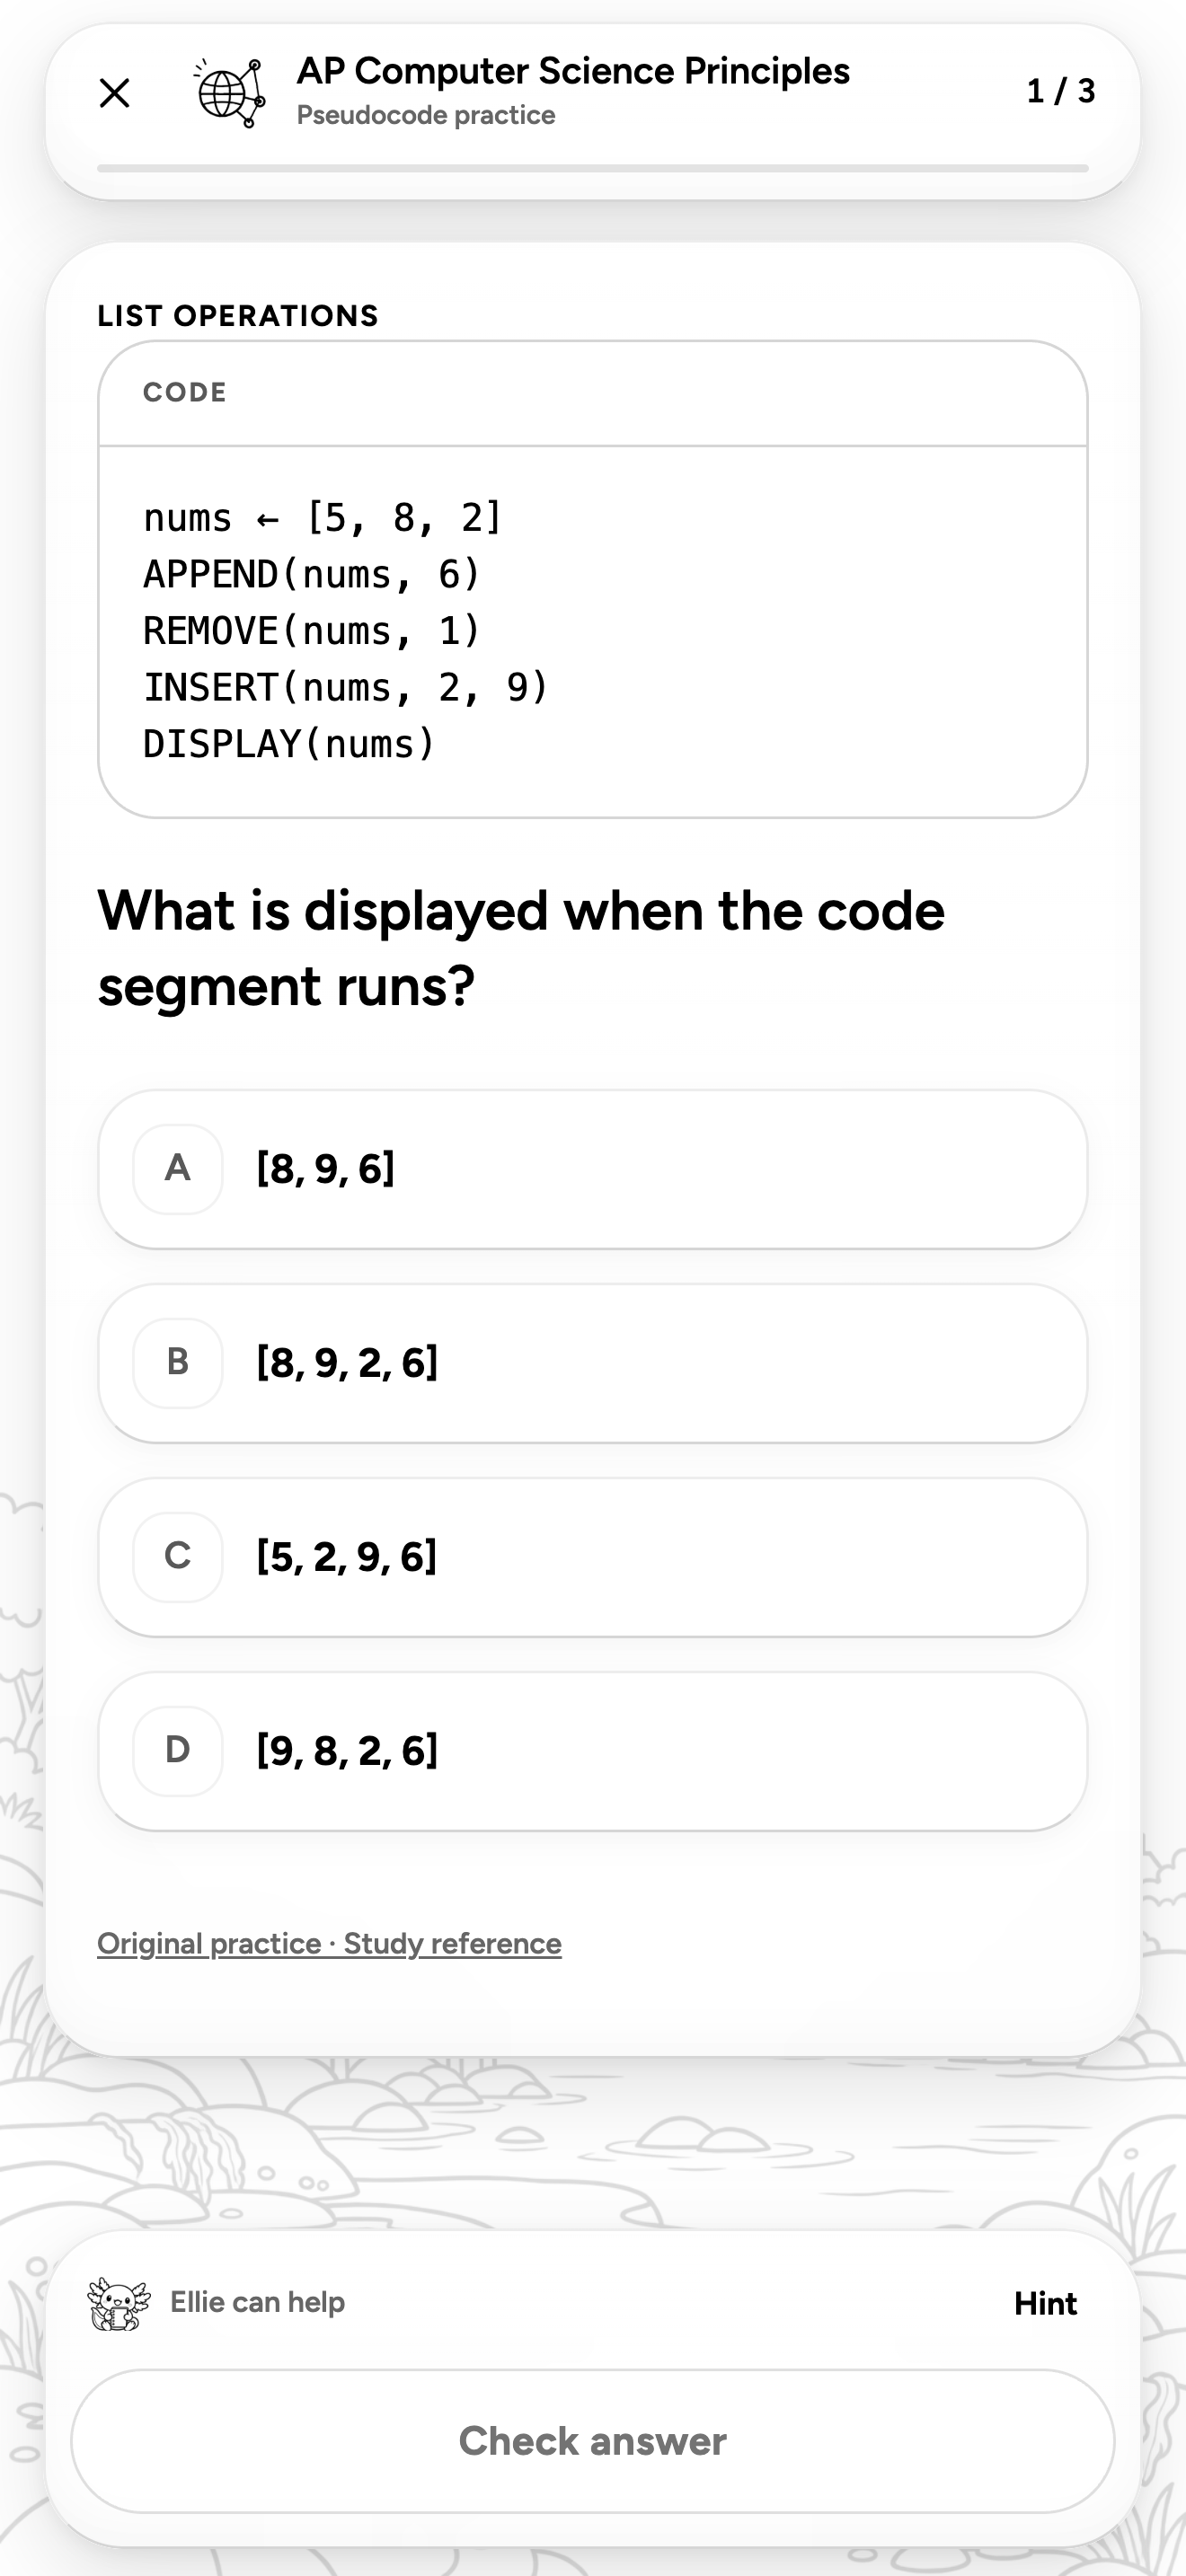 AP Computer Science Principles
Pseudocode practice
1 / 3
LIST OPERATIONS
CODE
nums ← [5, 8, 2]
APPEND(nums, 6)
REMOVE(nums, 1)
INSERT(nums, 2, 9)
DISPLAY(nums)
What is displayed when the code
segment runs?
A
[8, 9, 6]
B
[8, 9, 2, 6]
C
[5, 2, 9, 6]
D
[9, 8, 2, 6]
Original practice · Study reference
Ellie can help
Hint
Check answer